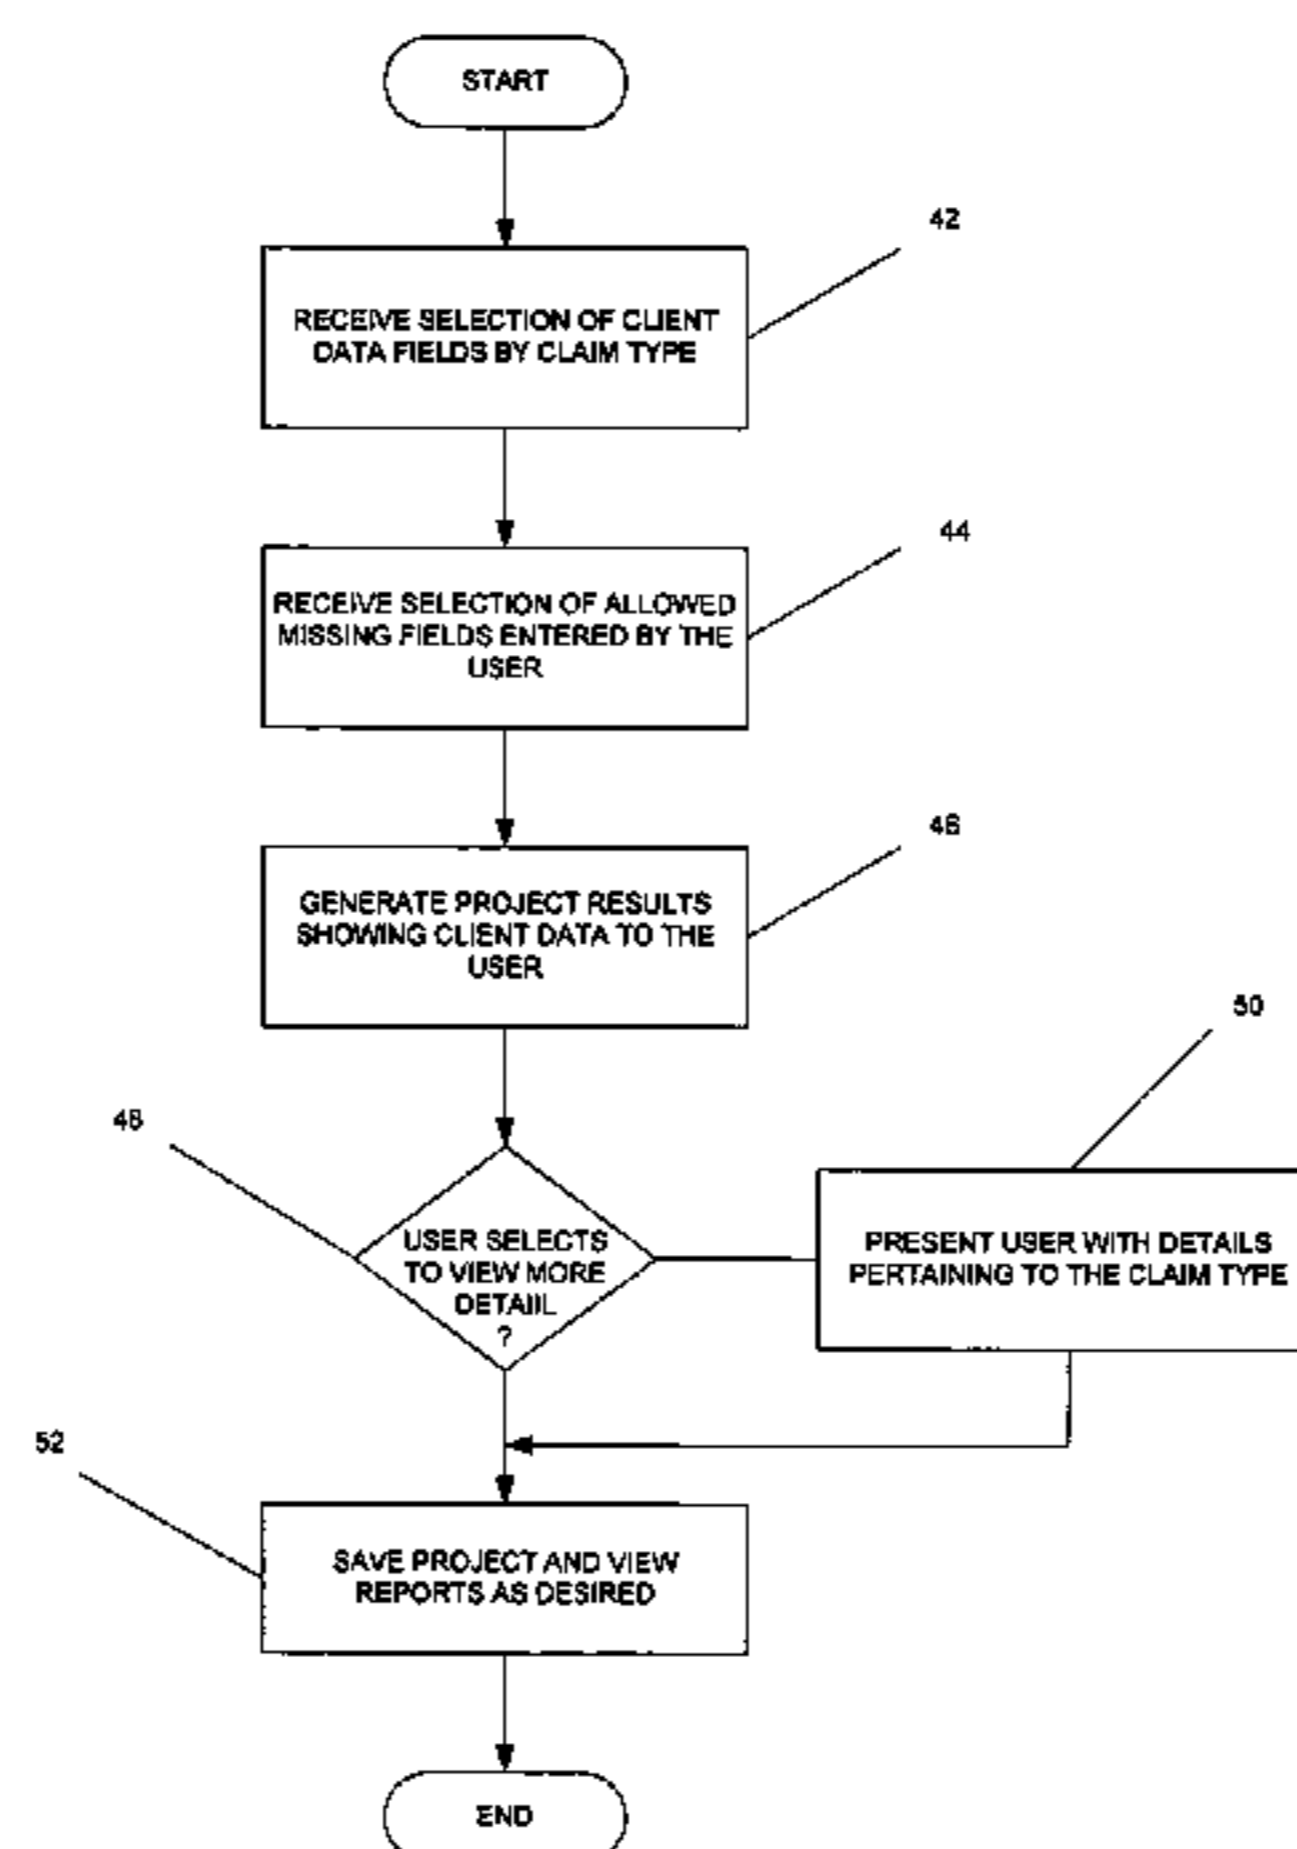 START
42
RECEIVE SELECTION OF CLIENT
DATA FIELDS BY CLAIM TYPE
44
RECEIVE SELECTION OF ALLOWED
MISSING FIELDS ENTERED BY THE
USER
46
GENERATE PROJECT RESULTS
SHOWING CLIENT DATA TO THE
USER
50
48
USER SELECTS
TO VIEW MORE
DETAIIL
?
PRESENT USER WITH DETAILS
PERTAINING TO THE CLAIM TYPE
52
SAVE PROJECT AND VIEW
REPORTS AS DESIRED
END